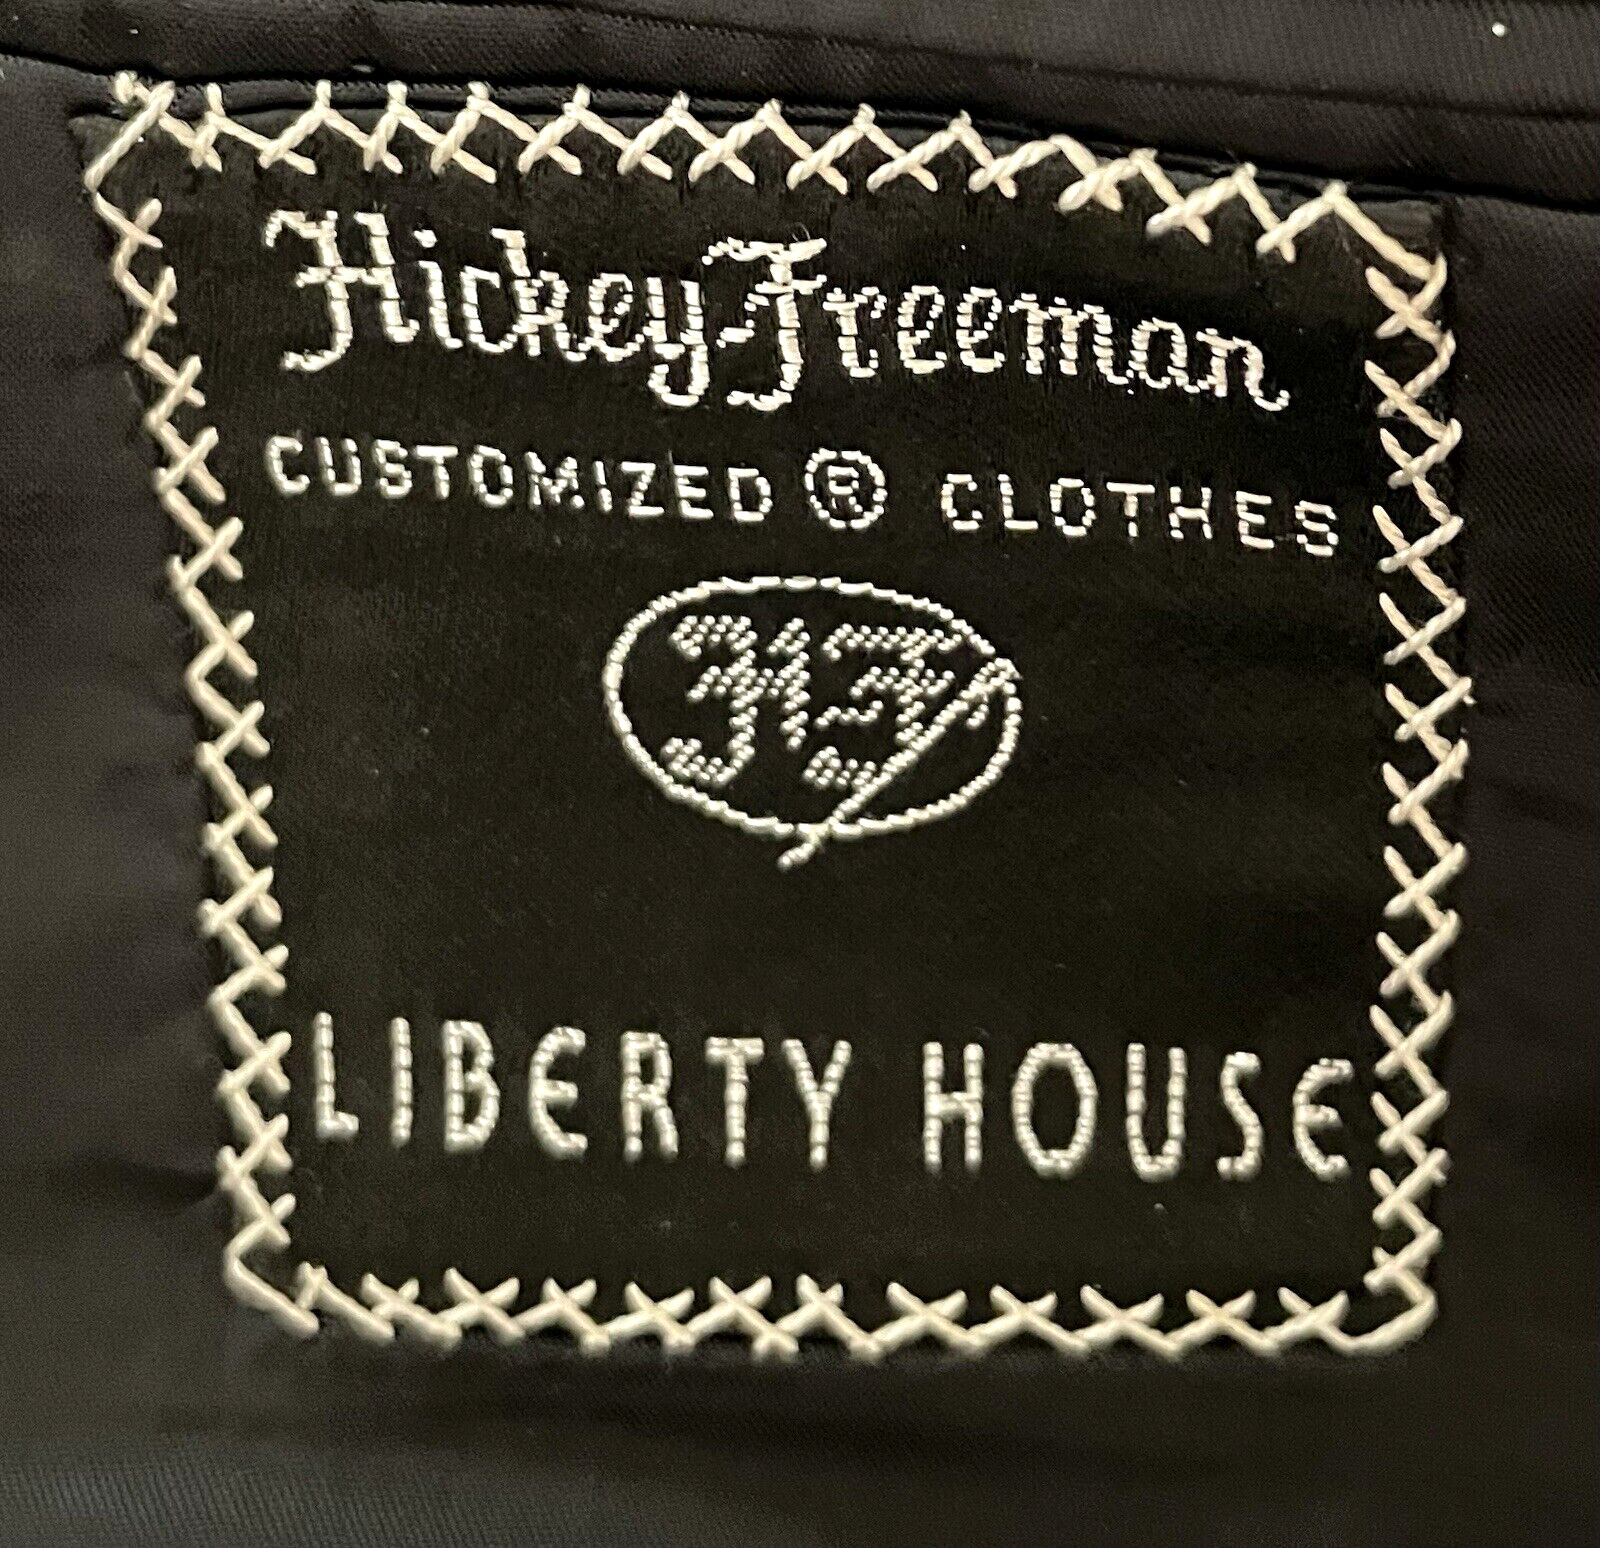 Hickey-Freeman
CUSTOMIZED ® CLOTHES
HF
LIBERTY HOUSE